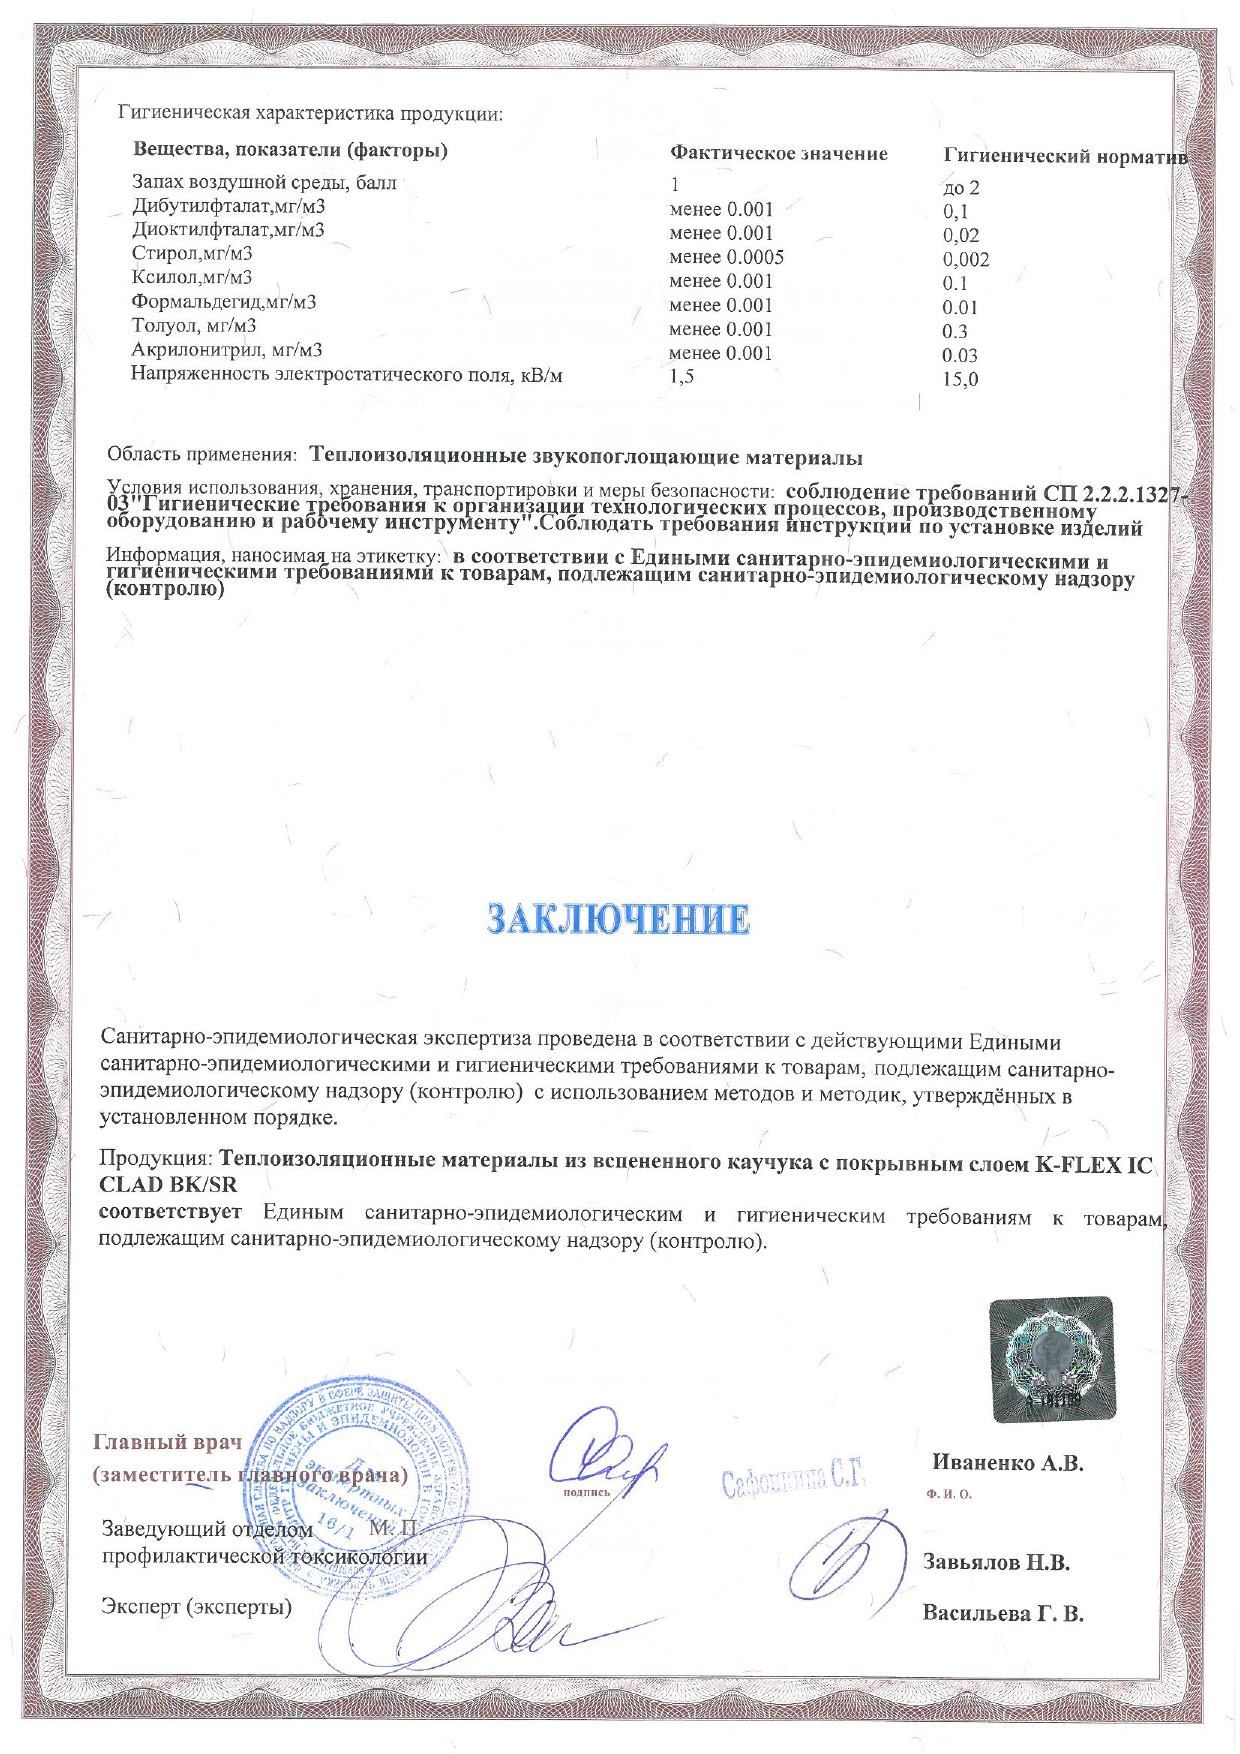 Гигиеническая характеристика продукции:
Вещества, показатели (факторы) Фактическое значение Гигиенический норматив
Запах воздушной среды, балл 1 до 2
Дибутилфталат,мг/м3 менее 0.001 0,1
Диоктилфталат,мг/м3 менее 0.001 0,02
Стирол,мг/м3 менее 0.0005 0,002
Ксилол,мг/м3 менее 0.001 0.1
Формальдегид,мг/м3 менее 0.001 0.01
Толуол, мг/м3 менее 0.001 0.3
Акрилонитрил, мг/м3 менее 0.001 0.03
Напряженность электростатического поля, кВ/м 1,5 15,0
Область применения: Теплоизоляционные звукопоглощающие материалы
Условия использования, хранения, транспортировки и меры безопасности: соблюдение требований СП 2.2.2.1327-
03"Гигиенические требования к организации технологических процессов, производственному
оборудованию и рабочему инструменту".Соблюдать требования инструкции по установке изделий
Информация, наносимая на этикетку: в соответствии с Едиными санитарно-эпидемиологическими и
гигиеническими требованиями к товарам, подлежащим санитарно-эпидемиологическому надзору
(контролю)
ЗАКЛЮЧЕНИЕ
Санитарно-эпидемиологическая экспертиза проведена в соответствии с действующими Едиными
санитарно-эпидемиологическими и гигиеническими требованиями к товарам, подлежащим санитарно-
эпидемиологическому надзору (контролю) с использованием методов и методик, утверждённых в
установленном порядке.
Продукция: Теплоизоляционные материалы из вспененного каучука с покрывным слоем K-FLEX IC
CLAD BK/SR
соответствует Единым санитарно-эпидемиологическим и гигиеническим требованиям к товарам,
подлежащим санитарно-эпидемиологическому надзору (контролю).
Главный врач
(заместитель главного врача)
подпись
Сафонкина С.Г.
Иваненко А.В.
Ф. И. О.
Для
экспертных
заключений
16/1
Заведующий отделом М. П.
профилактической токсикологии
Завьялов Н.В.
Эксперт (эксперты)
Васильева Г. В.